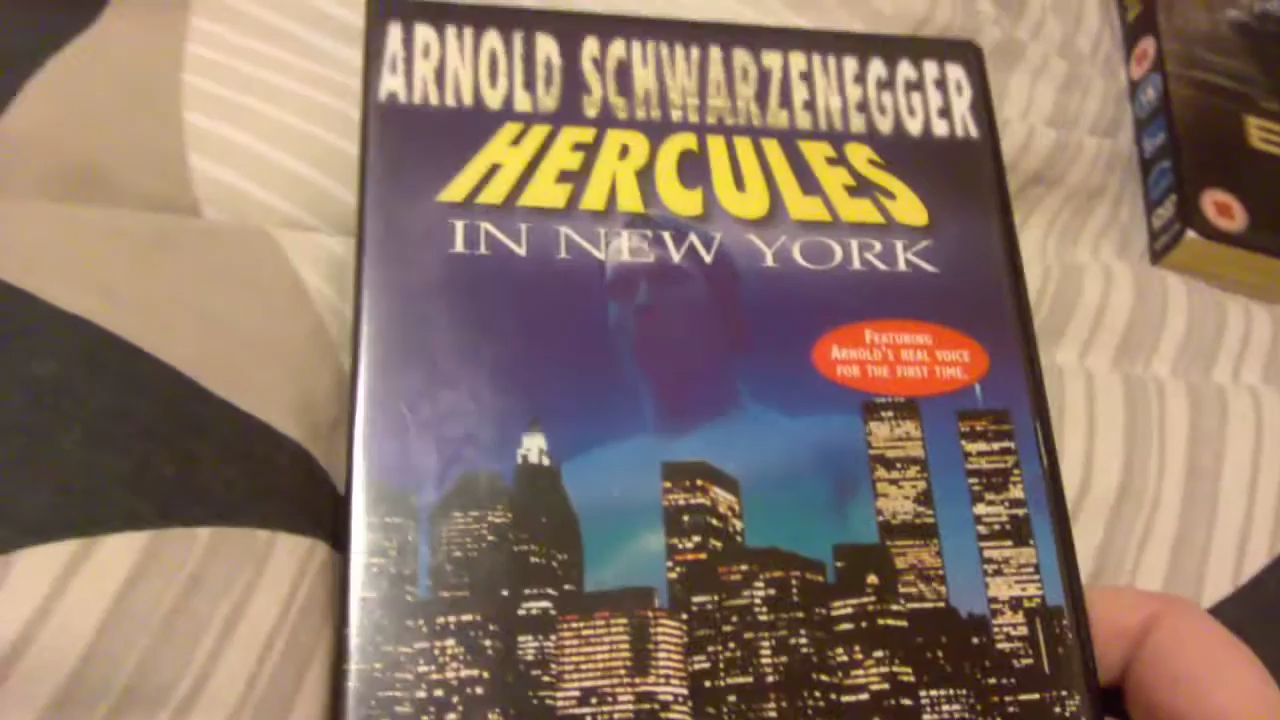 ARNOLD SCHWARZENEGGER
HERCULES
IN NEW YORK
FEATURING
ARNOLD'S REAL VOICE
FOR THE FIRST TIME.